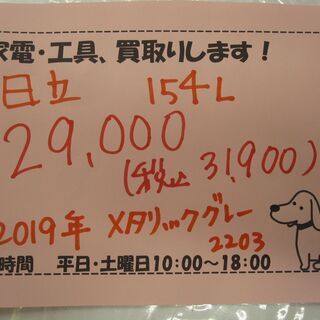 家電・工具、買取りします！
日立 154L
29,000
(税込 31,900)
2019年 メタリックグレー
2203
時間 平日・土曜日10:00～18:00